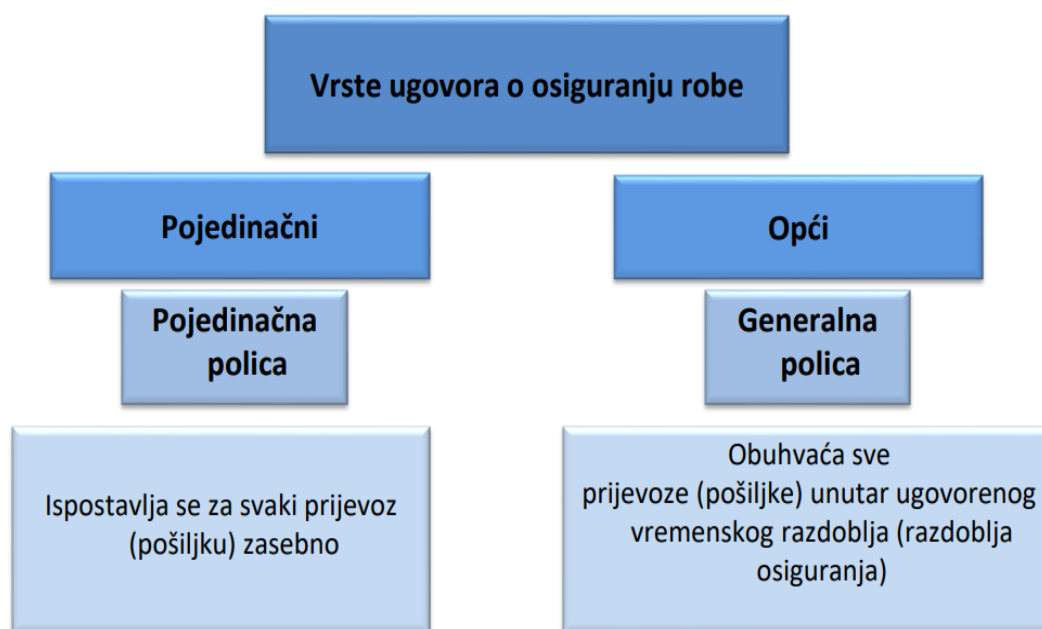 Vrste ugovora o osiguranju robe
Pojedinačni
Opći
Pojedinačna
polica
Generalna
polica
Ispostavlja se za svaki prijevoz
(pošiljku) zasebno
Obuhvaća sve
prijevoze (pošiljke) unutar ugovorenog
vremenskog razdoblja (razdoblja
osiguranja)